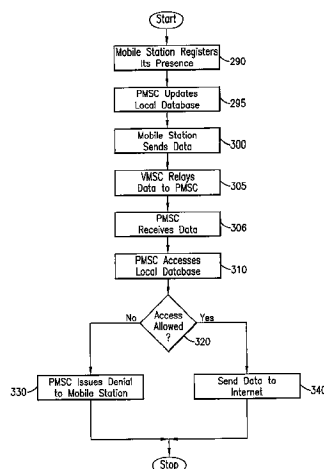 Start
Mobile Station Registers
Its Presence
290
PMSC Updates
Local Database
295
Mobile Station
Sends Data
300
VMSC Relays
Data to PMSC
305
PMSC
Receives Data
306
PMSC Accesses
Local Database
310
No
Access
Allowed
?
Yes
320
PMSC Issues Denial
to Mobile Station
330
Send Data to
Internet
340
Stop